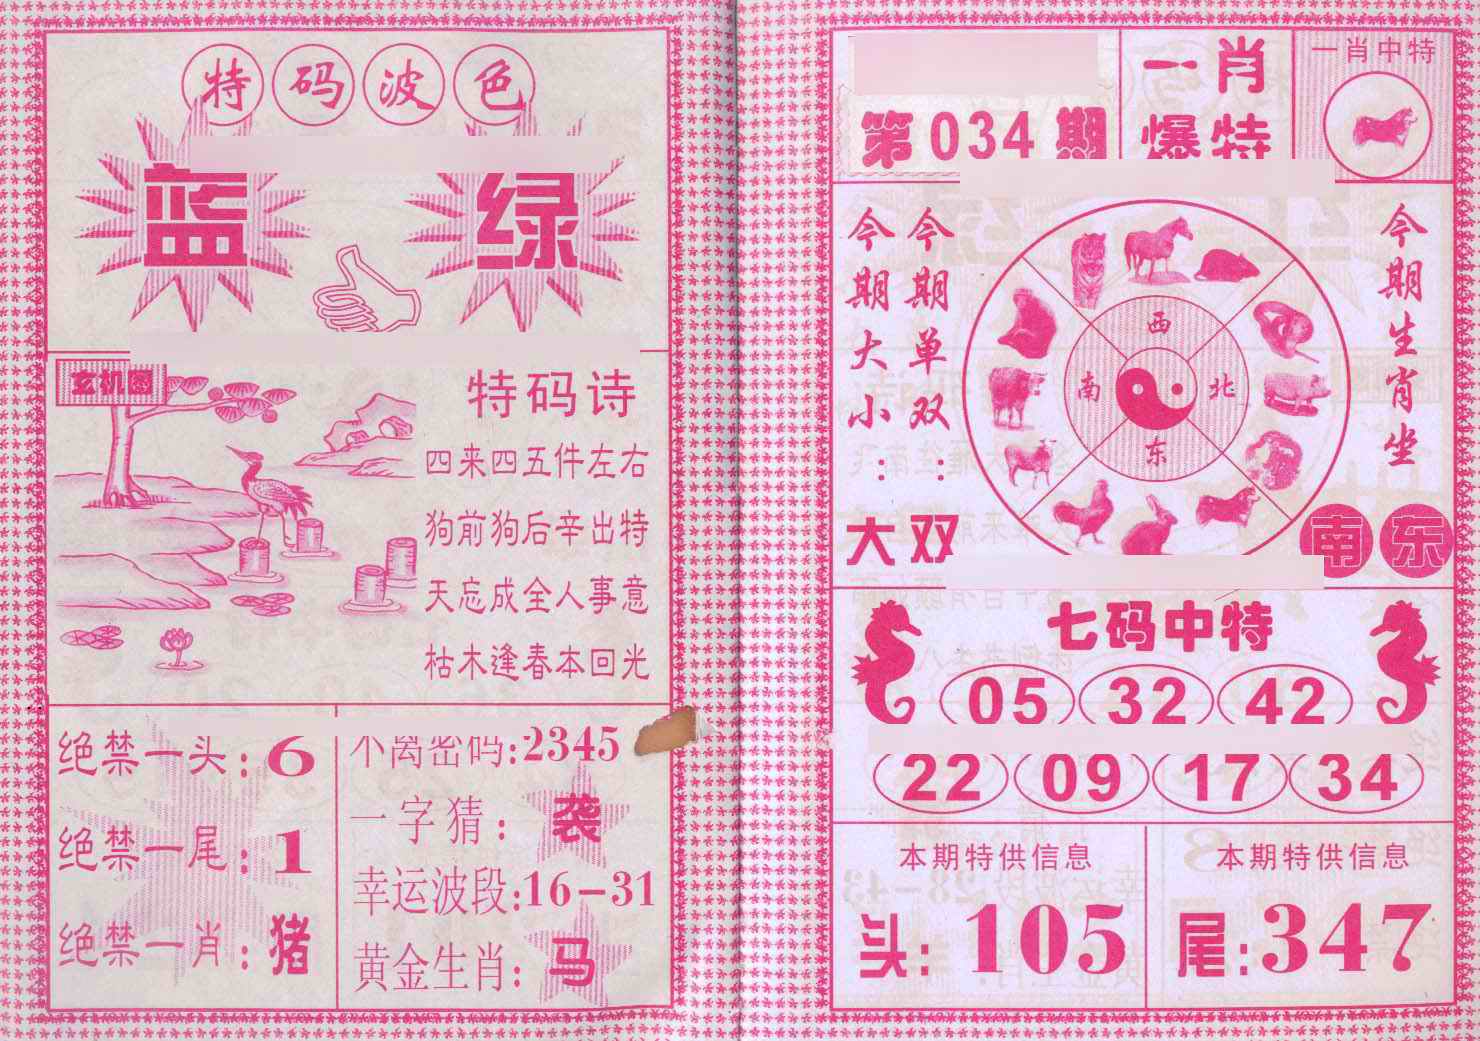 特码波色
蓝 绿
玄机图
特码诗
四来四五件左右
狗前狗后辛出特
天忘成全人事意
枯木逢春本回光
绝禁一头:6
绝禁一尾:1
绝禁一肖:猪
不离密码:2345
一字猜:袭
幸运波段:16-31
黄金生肖:马
第034期
一肖
爆特
一肖中特
今期大小:大
今期单双:双
西
南 北
东
今期生肖坐
南 东
七码中特
05 32 42
22 09 17 34
本期特供信息
头:105
本期特供信息
尾:347